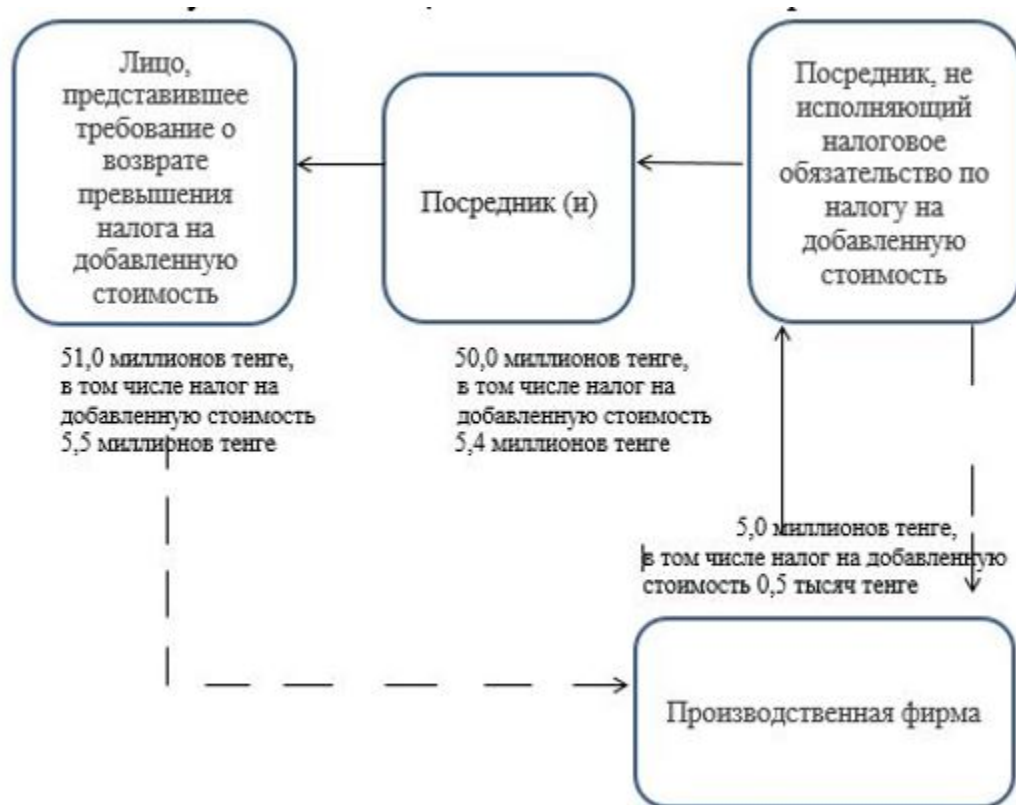 Лицо,
представившее
требование о
возврате
превышения
налога на
добавленную
стоимость
Посредник (и)
Посредник, не
исполняющий
налоговое
обязательство по
налогу на
добавленную
стоимость
51,0 миллионов тенге,
в том числе налог на
добавленную стоимость
5,5 миллионов тенге
50,0 миллионов тенге,
в том числе налог на
добавленную стоимость
5,4 миллионов тенге
5,0 миллионов тенге,
в том числе налог на добавленную
стоимость 0,5 тысяч тенге
Производственная фирма